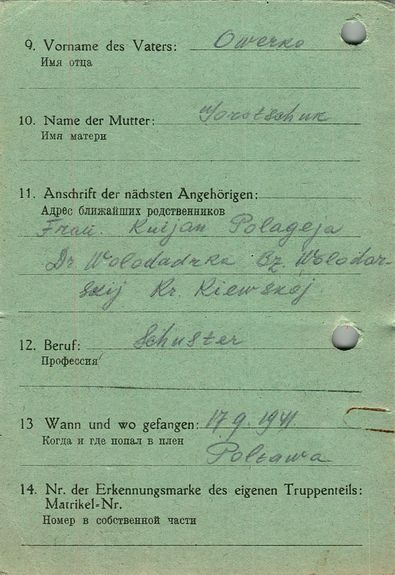 9. Vorname des Vaters: Owerko
Имя отца
10. Name der Mutter: Sarotschuk
Имя матери
11. Anschrift der nächsten Angehörigen:
Адрес ближайших родственников
Frau. Kurjan Polageja
Dr. Wolodadrka Bz. Wolodar-
skij Kr. Kiewskoj
12. Beruf: Schuster
Профессия
13 Wann und wo gefangen: 17.9.1941.
Когда и где попал в плен
Poltawa
14. Nr. der Erkennungsmarke des eigenen Truppenteils:
Matrikel-Nr.
Номер в собственной части